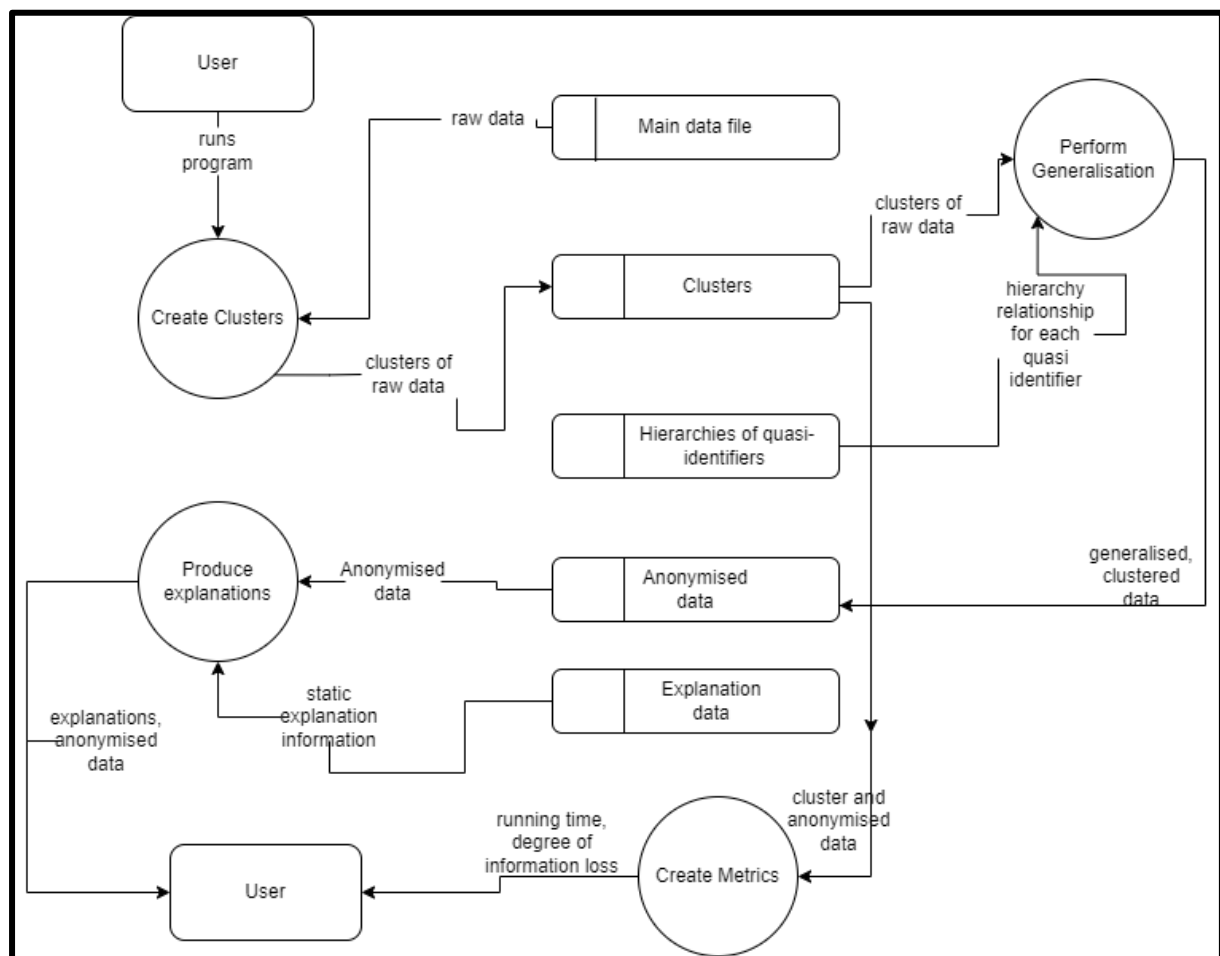 User
runs
program
raw data
Main data file
Perform
Generalisation
clusters of
raw data
Create Clusters
Clusters
clusters of
raw data
hierarchy
relationship
for each
quasi
identifier
Hierarchies of quasi-
identifiers
Produce
explanations
Anonymised
data
Anonymised
data
generalised,
clustered
data
explanations,
anonymised
data
static
explanation
information
Explanation
data
running time,
degree of
information loss
cluster and
anonymised
data
User
Create Metrics